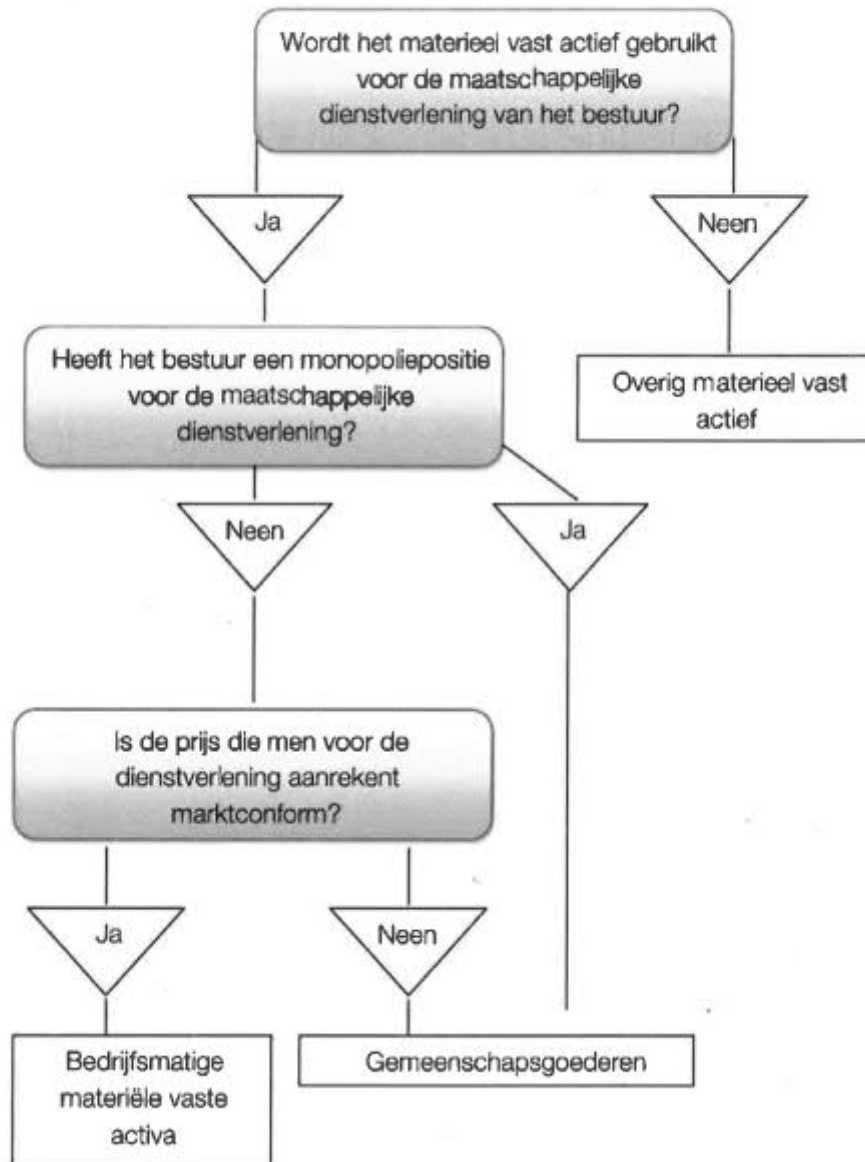 Wordt het materieel vast actief gebruikt
voor de maatschappelijke
dienstverlening van het bestuur?
Ja
Neen
Heeft het bestuur een monopoliepositie
voor de maatschappelijke
dienstverlening?
Overig materieel vast
actief
Neen
Ja
Is de prijs die men voor de
dienstverlening aanrekent
marktconform?
Ja
Neen
Bedrijfsmatige
materiële vaste
activa
Gemeenschapsgoederen